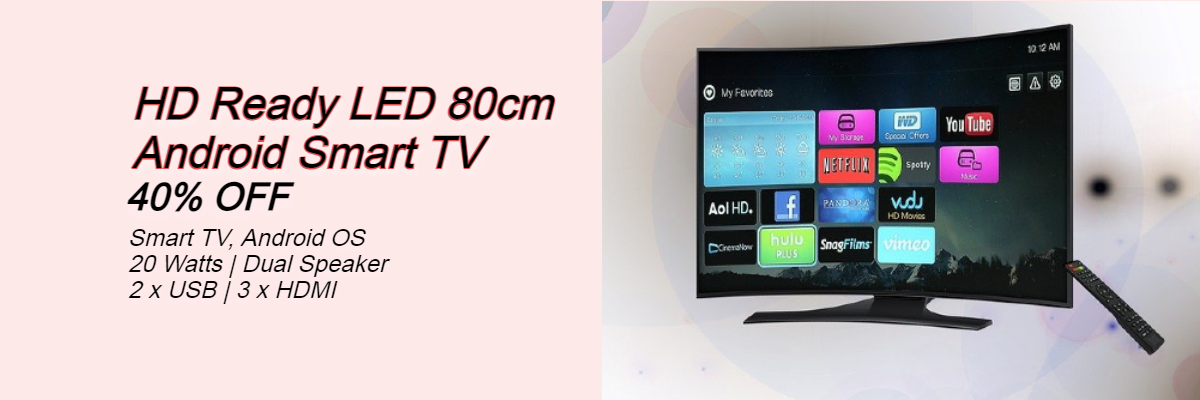 HD Ready LED 80cm
Android Smart TV
40% OFF
Smart TV, Android OS
20 Watts | Dual Speaker
2 x USB | 3 x HDMI
10:12 AM
My Favorites
My Storage
WD
Special Offers
YouTube
NETFLIX
Spotify
Music
Aol HD.
f
PANDORA
vudu
HD Movies
CinemaNow
hulu
PLUS
SnagFilms
vimeo